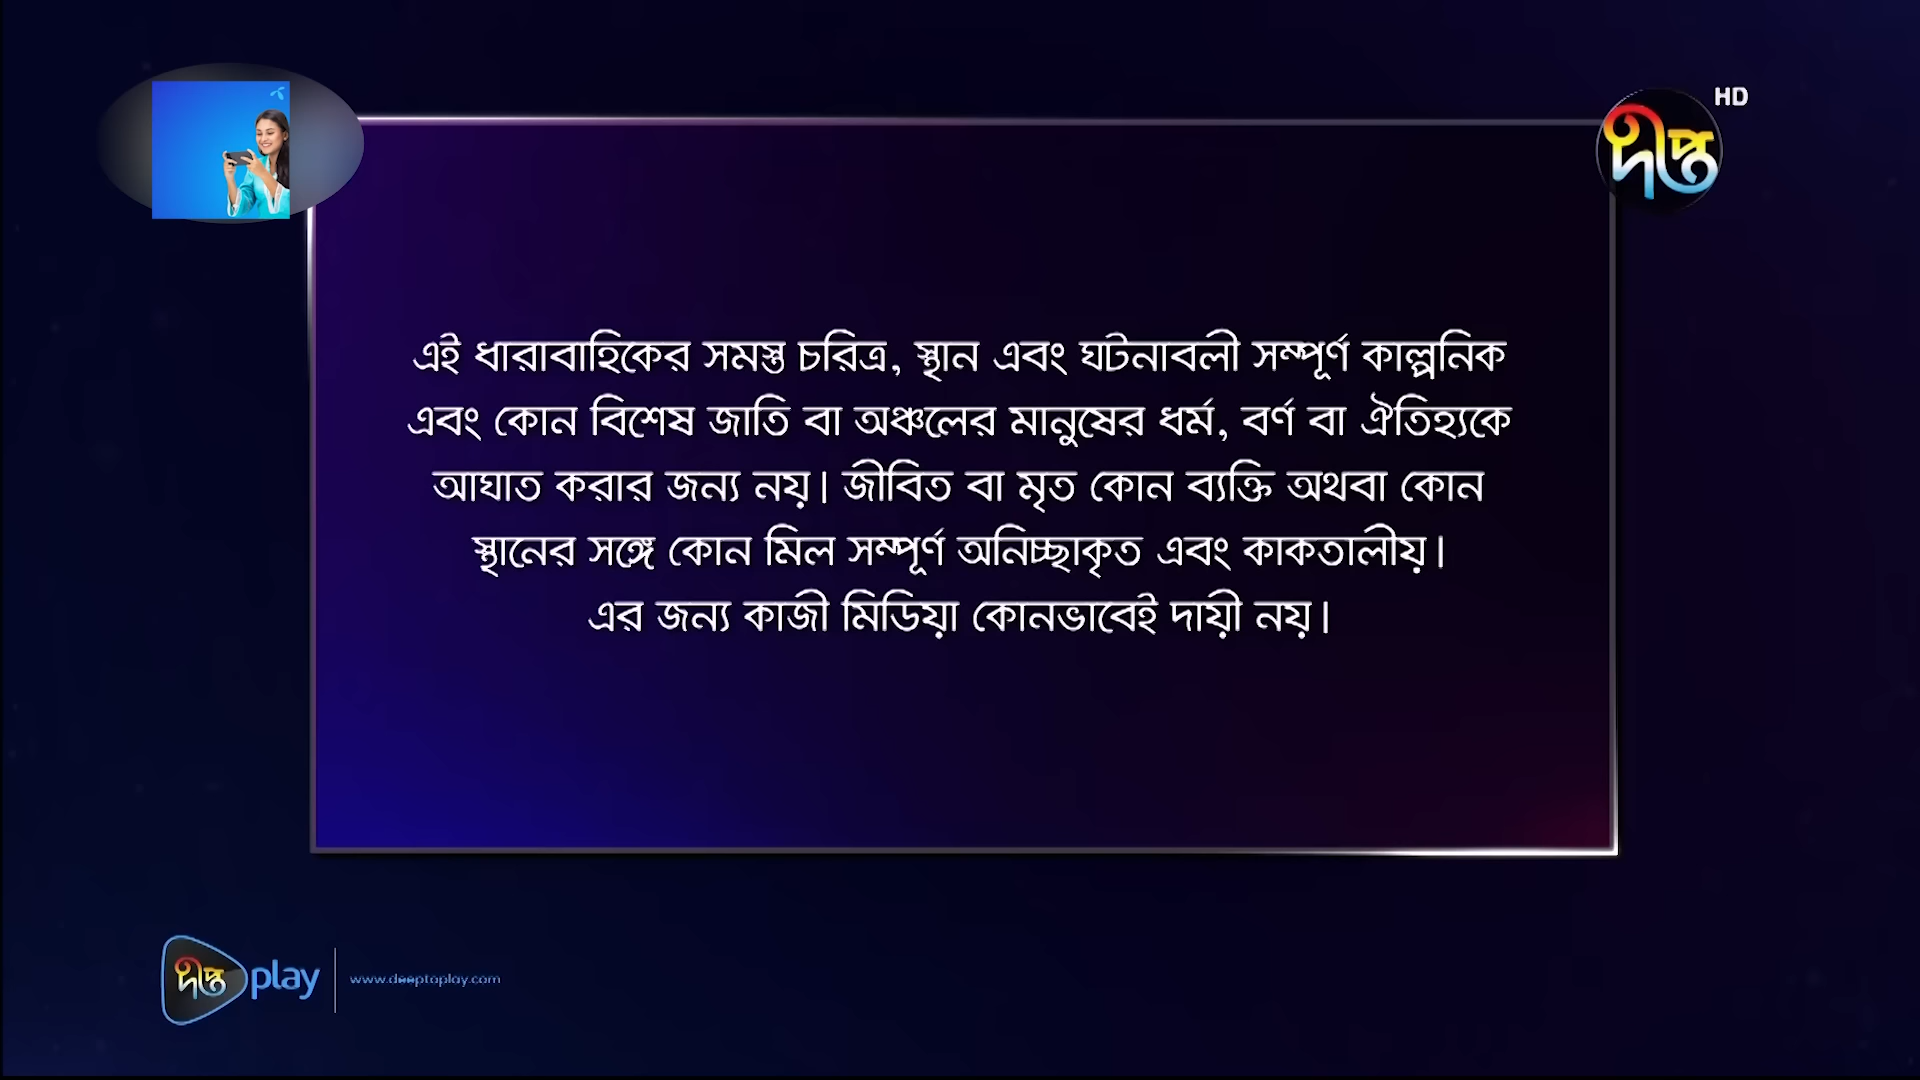 HD
দীপ্ত
এই ধারাবাহিকের সমস্ত চরিত্র, স্থান এবং ঘটনাবলী সম্পূর্ণ কাল্পনিক
এবং কোন বিশেষ জাতি বা অঞ্চলের মানুষের ধর্ম, বর্ণ বা ঐতিহ্যকে
আঘাত করার জন্য নয়। জীবিত বা মৃত কোন ব্যক্তি অথবা কোন
স্থানের সঙ্গে কোন মিল সম্পূর্ণ অনিচ্ছাকৃত এবং কাকতালীয়।
এর জন্য কাজী মিডিয়া কোনভাবেই দায়ী নয়।
দীপ্ত play www.deeptoplay.com